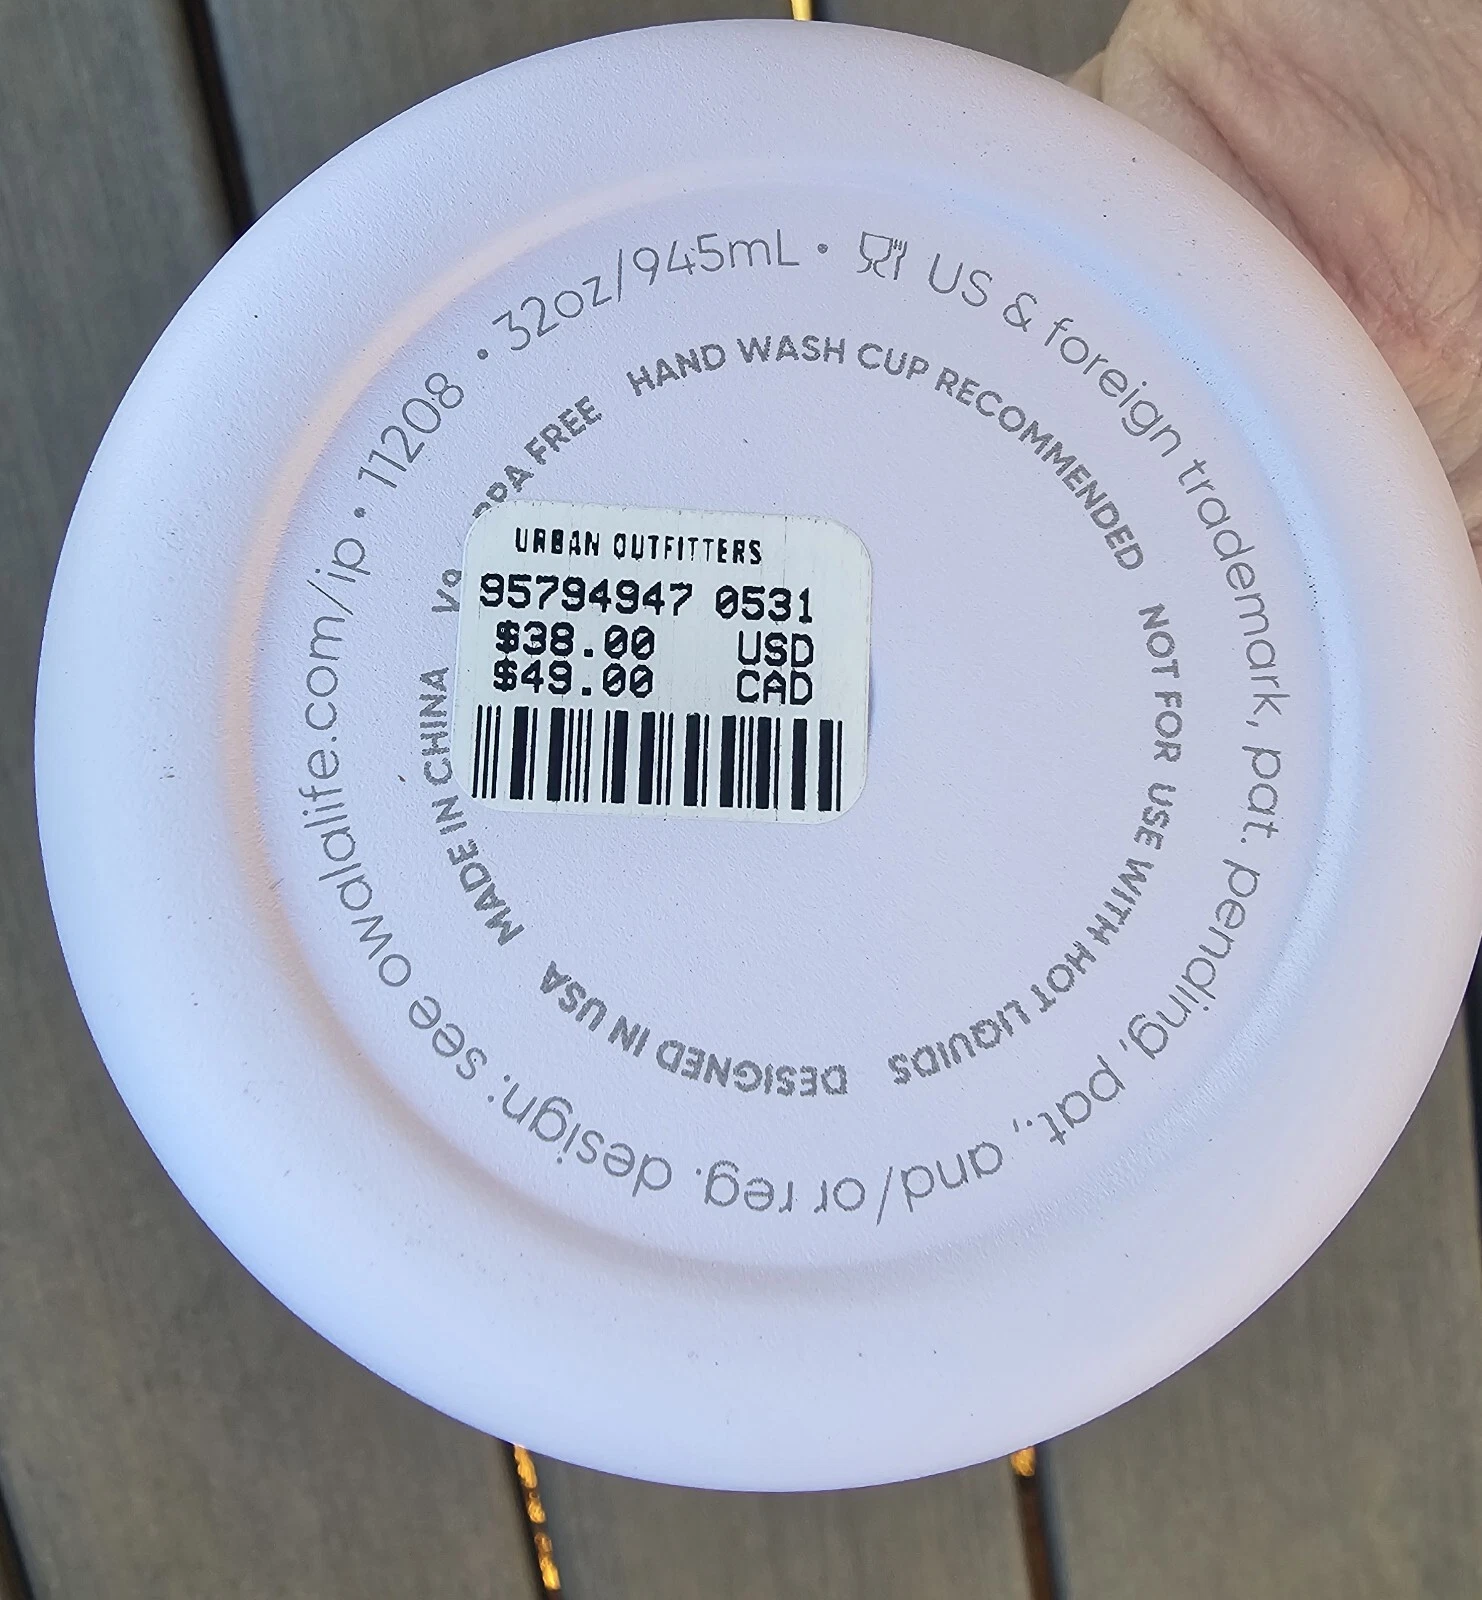 32oz/945mL • US & foreign trademark, pat. pending, pat., and/or reg. design: see owalalife.com/ip • 11208 •
HAND WASH CUP RECOMMENDED NOT FOR USE WITH HOT LIQUIDS DESIGNED IN USA MADE IN CHINA FREE
URBAN OUTFITTERS
95794947 0531
$38.00 USD
$49.00 CAD